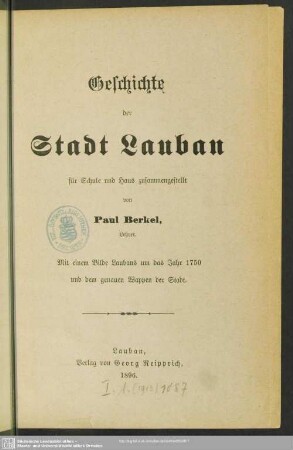 Geschichte
der
Stadt Lauban
für Schule und Haus zusammengestellt
von
Paul Berkel,
Lehrer.
Mit einem Bilde Laubans um das Jahr 1750
und dem genauen Wappen der Stadt.
Lauban,
Verlag von Georg Neipprich.
1896.